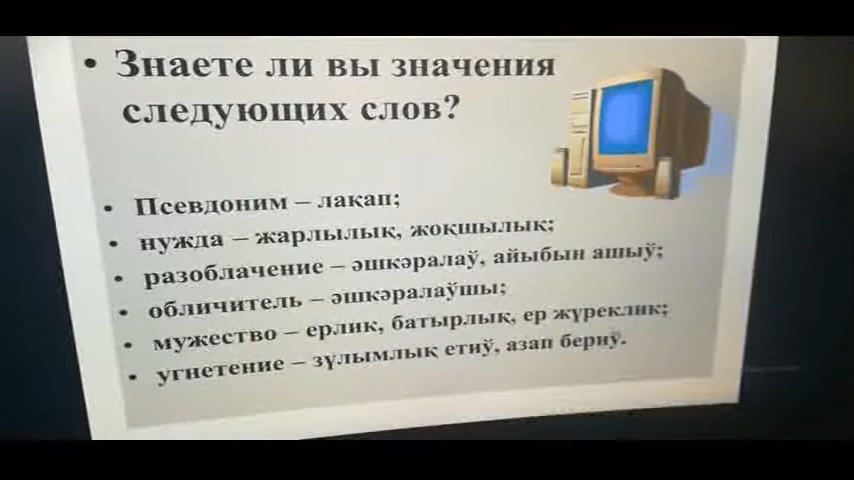 • Знаете ли вы значения
следующих слов?
• Псевдоним – лақап;
• нужда – жарлылық, жоқшылық;
• разоблачение – әшкәралаў, айыбын ашыў;
• обличитель – әшкәралаўшы;
• мужество – ерлик, батырлық, ер жүреклик;
• угнетение – зулымлық етиў, азап бериў.